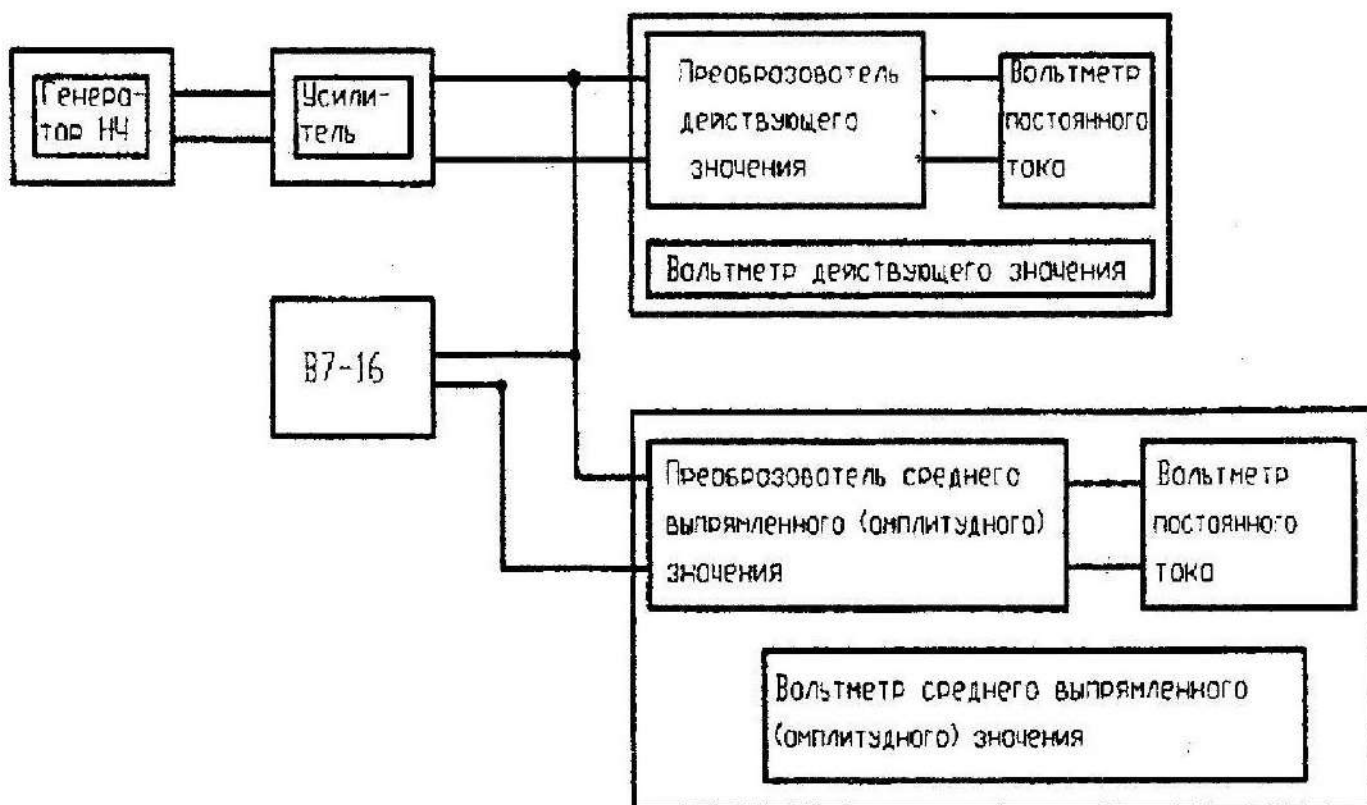 Генера-
тор НЧ
Усили-
тель
Преобразователь
действующего
значения
Вольтметр
постоянного
тока
Вольтметр действующего значения
В7-16
Преобразователь среднего
выпрямленного (амплитудного)
значения
Вольтметр
постоянного
тока
Вольтметр среднего выпрямленного
(амплитудного) значения